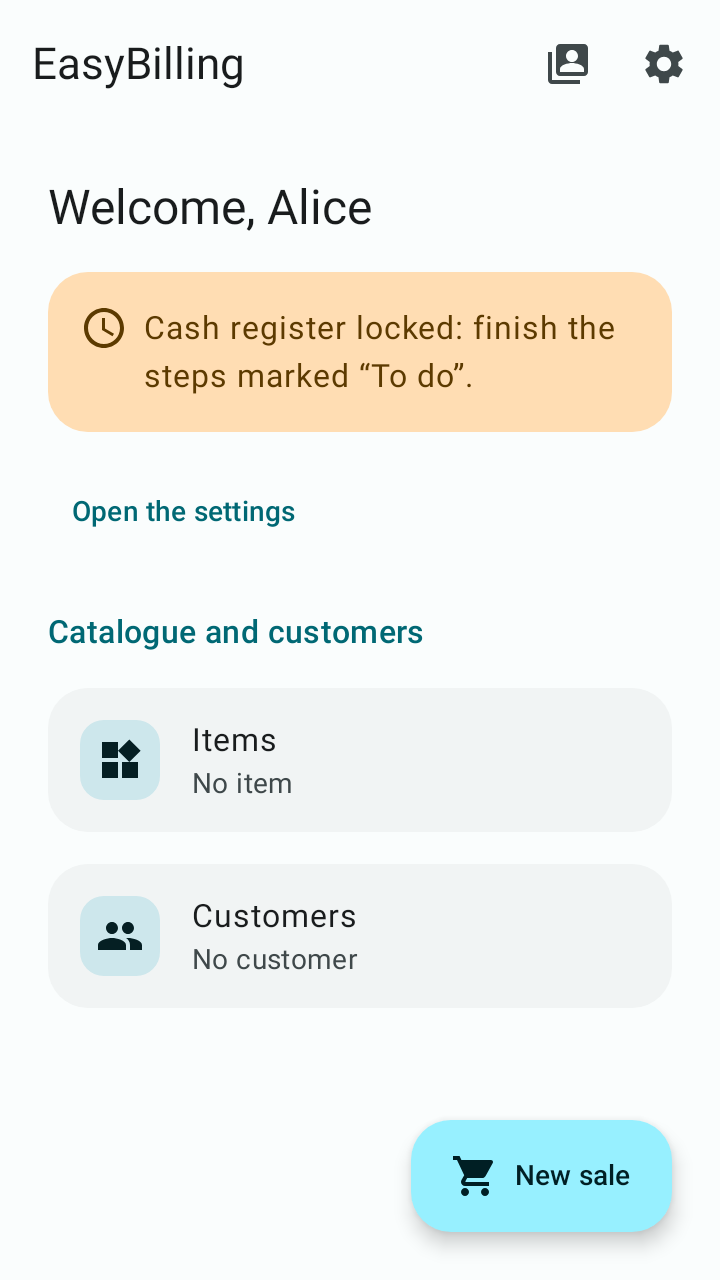 EasyBilling
Welcome, Alice
Cash register locked: finish the
steps marked “To do”.
Open the settings
Catalogue and customers
Items
No item
Customers
No customer
New sale